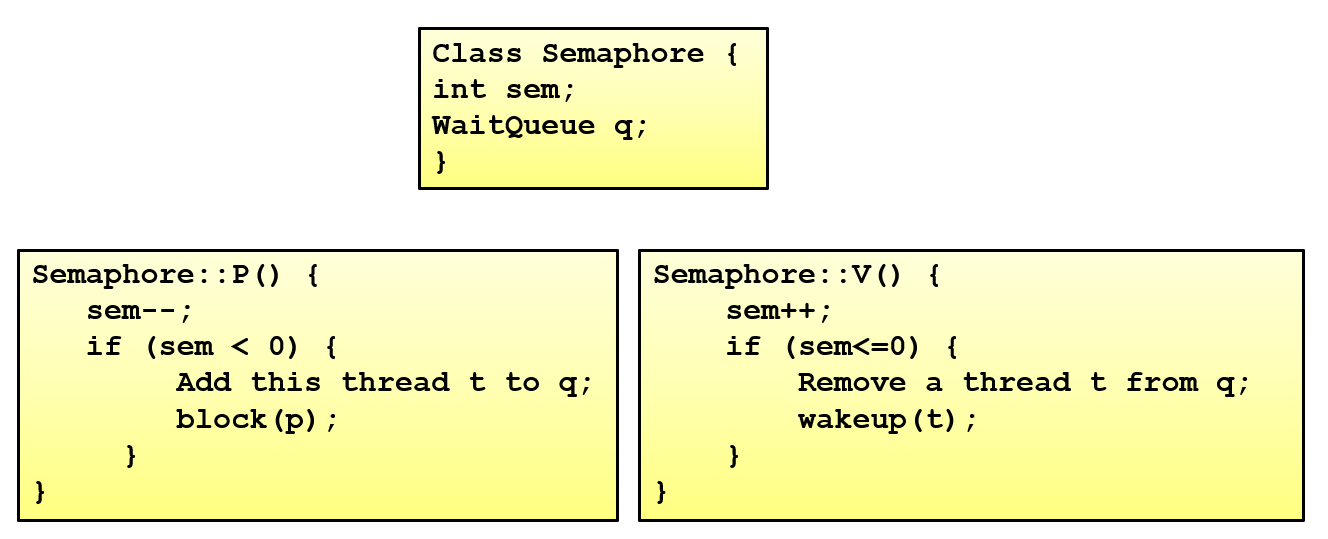 Class Semaphore {
int sem;
WaitQueue q;
}
Semaphore::P() {
sem--;
if (sem < 0) {
Add this thread t to q;
block(p);
}
}
Semaphore::V() {
sem++;
if (sem<=0) {
Remove a thread t from q;
wakeup(t);
}
}